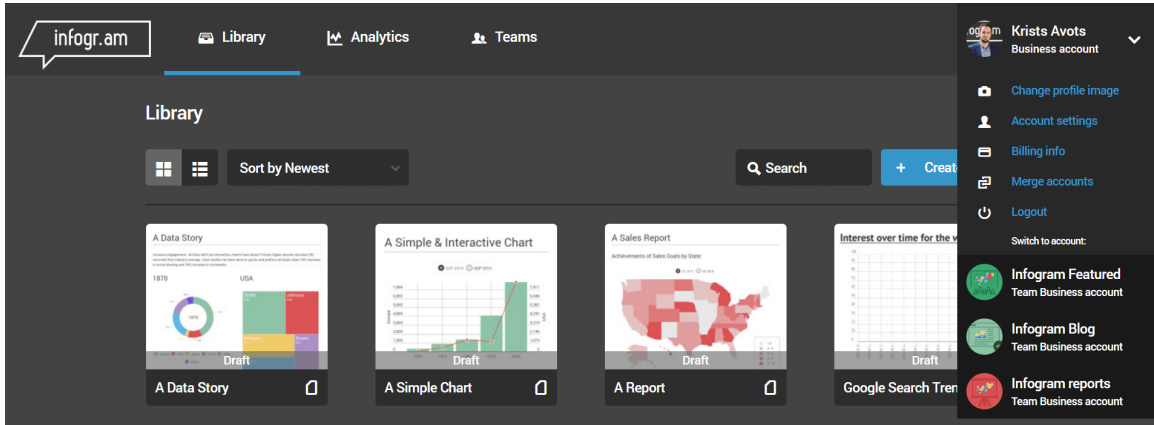 infogr.am
Library
Analytics
Teams
Krists Avots
Business account
Change profile image
Account settings
Billing info
Merge accounts
Logout
Switch to account:
Infogram Featured
Team Business account
Infogram Blog
Team Business account
Infogram reports
Team Business account
Library
Sort by Newest
Search
+ Creat
A Data Story
1870
USA
1870
Draft
A Data Story
A Simple & Interactive Chart
Draft
A Simple Chart
A Sales Report
Achievements of Sales Goals by State
Draft
A Report
Interest over time for the w
Draft
Google Search Tren